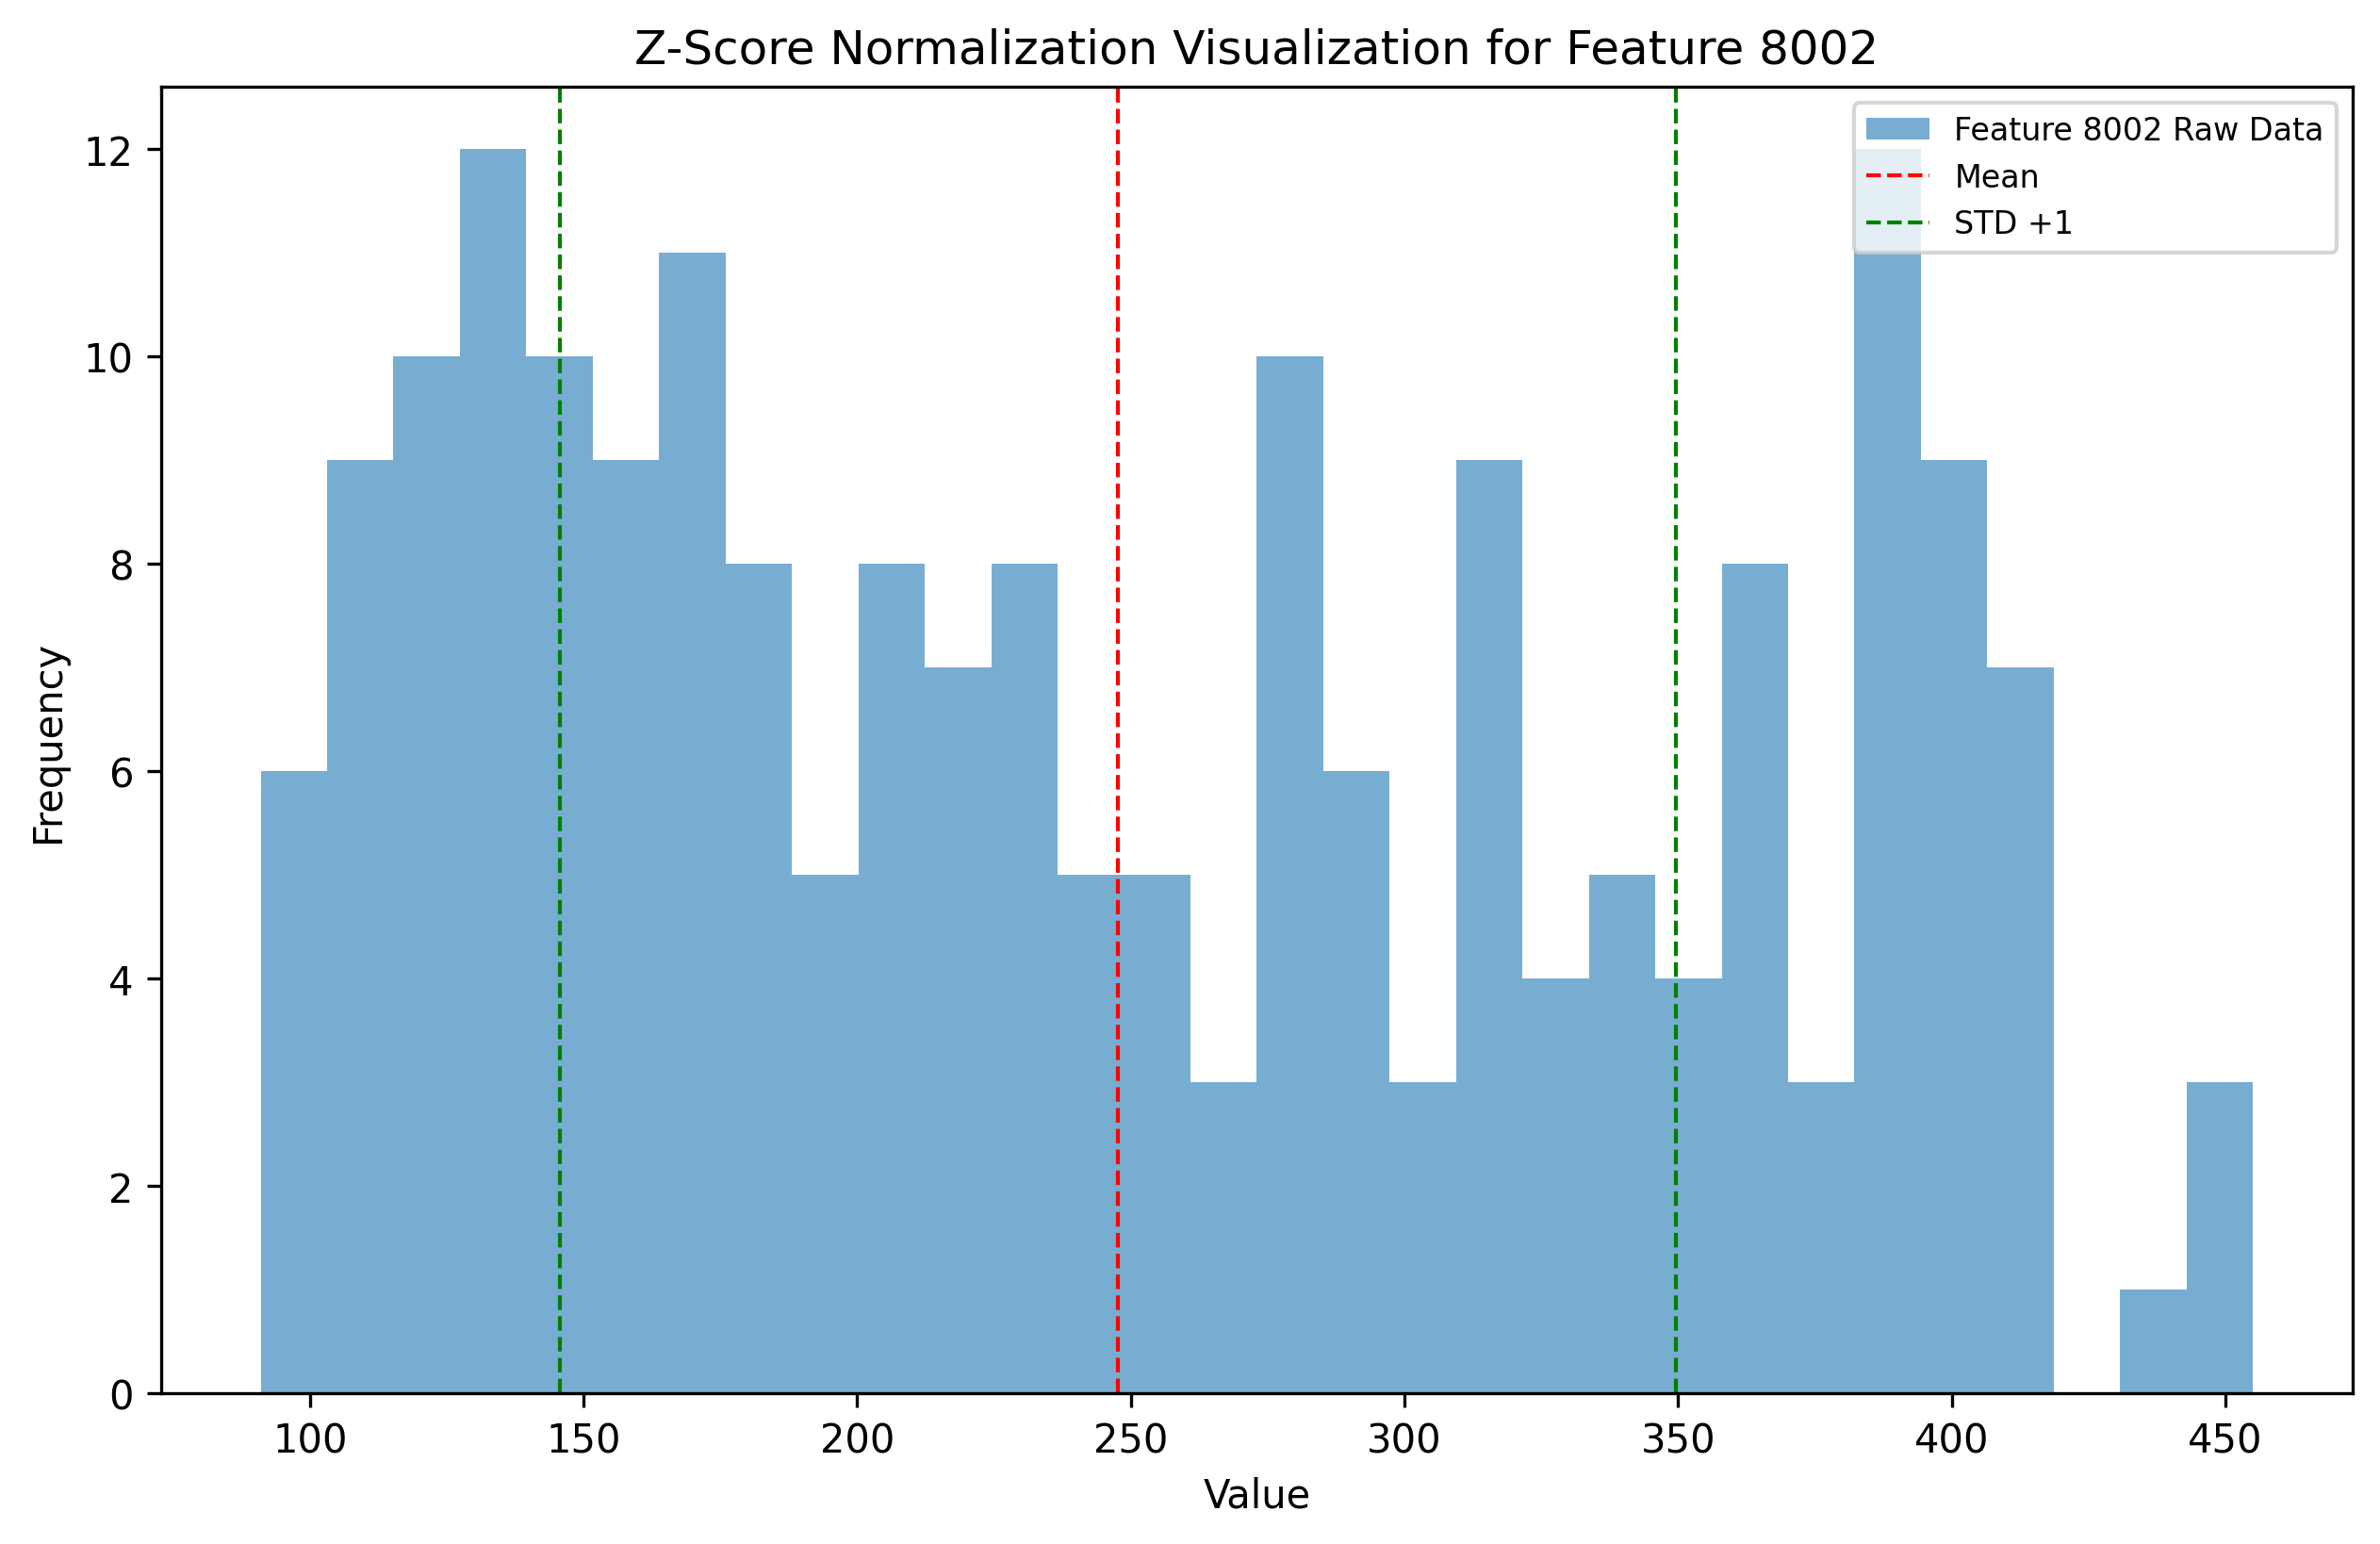 Z-Score Normalization Visualization for Feature 8002
Feature 8002 Raw Data
Mean
STD +1
12
10
8
6
4
2
0
Frequency
100 150 200 250 300 350 400 450
Value